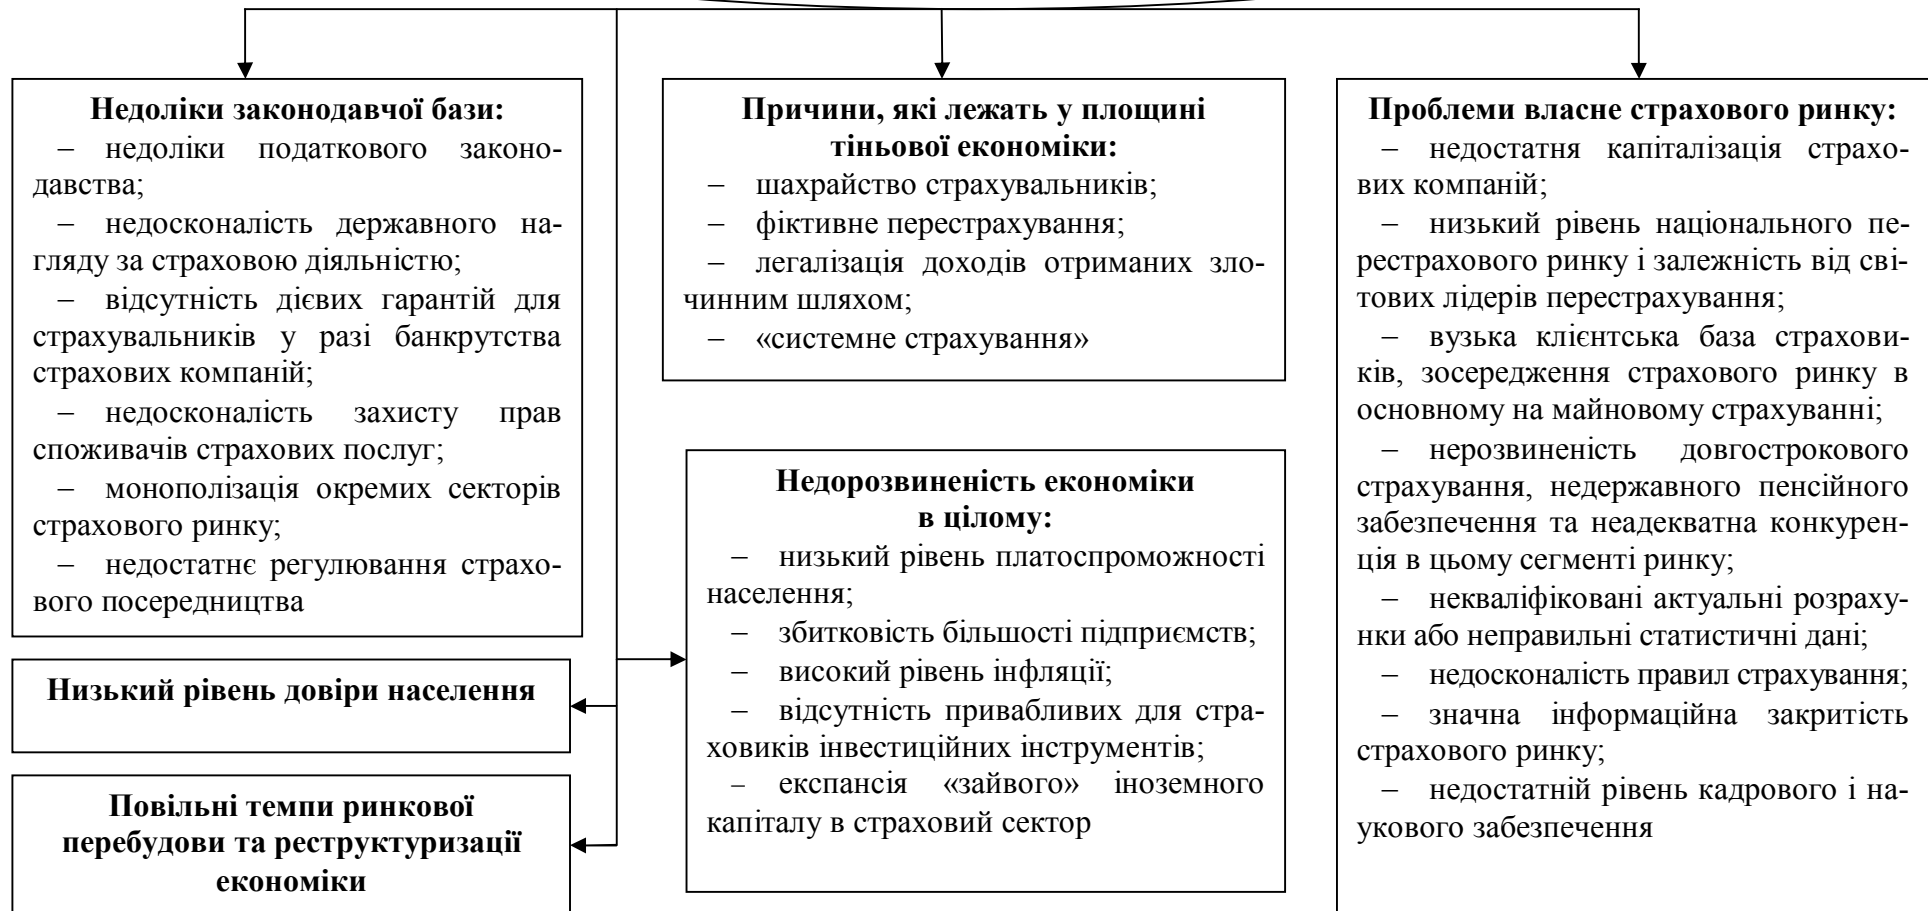 Недоліки законодавчої бази:
– недоліки податкового законо-
давства;
– недосконалість державного на-
гляду за страховою діяльністю;
– відсутність дієвих гарантій для
страхувальників у разі банкрутства
страхових компаній;
– недосконалість захисту прав
споживачів страхових послуг;
– монополізація окремих секторів
страхового ринку;
– недостатнє регулювання страхо-
вого посередництва
Низький рівень довіри населення
Повільні темпи ринкової
перебудови та реструктуризації
економіки
Причини, які лежать у площині
тіньової економіки:
– шахрайство страхувальників;
– фіктивне перестрахування;
– легалізація доходів отриманих зло-
чинним шляхом;
– «системне страхування»
Недорозвиненість економіки
в цілому:
– низький рівень платоспроможності
населення;
– збитковість більшості підприємств;
– високий рівень інфляції;
– відсутність привабливих для стра-
ховиків інвестиційних інструментів;
– експансія «зайвого» іноземного
капіталу в страховий сектор
Проблеми власне страхового ринку:
– недостатня капіталізація страхо-
вих компаній;
– низький рівень національного пе-
рестрахового ринку і залежність від сві-
тових лідерів перестрахування;
– вузька клієнтська база страхови-
ків, зосередження страхового ринку в
основному на майновому страхуванні;
– нерозвиненість довгострокового
страхування, недержавного пенсійного
забезпечення та неадекватна конкурен-
ція в цьому сегменті ринку;
– некваліфіковані актуальні розраху-
нки або неправильні статистичні дані;
– недосконалість правил страхування;
– значна інформаційна закритість
страхового ринку;
– недостатній рівень кадрового і на-
укового забезпечення